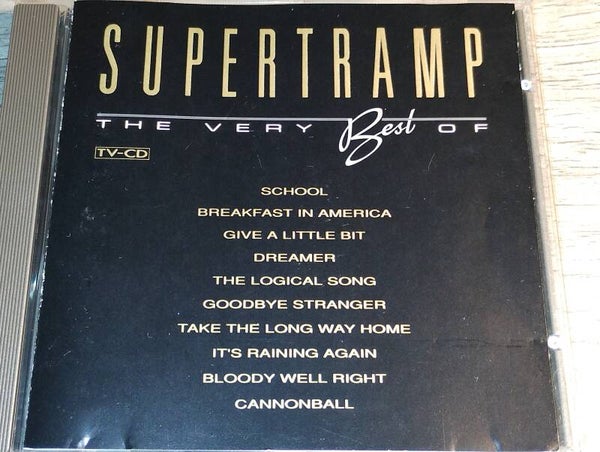 SUPERTRAMP
THE VERY Best OF
TV-CD
SCHOOL
BREAKFAST IN AMERICA
GIVE A LITTLE BIT
DREAMER
THE LOGICAL SONG
GOODBYE STRANGER
TAKE THE LONG WAY HOME
IT'S RAINING AGAIN
BLOODY WELL RIGHT
CANNONBALL